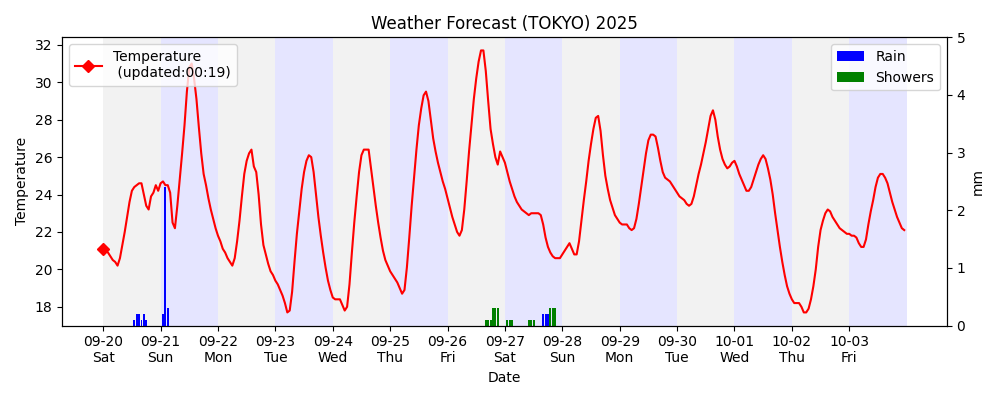 Weather Forecast (TOKYO) 2025
Temperature
(updated:00:19)
Rain
Showers
32
30
28
26
24
22
20
18
Temperature
5
4
3
2
1
0
mm
09-20 09-21 09-22 09-23 09-24 09-25 09-26 09-27 09-28 09-29 09-30 10-01 10-02 10-03
Sat Sun Mon Tue Wed Thu Fri Sat Sun Mon Tue Wed Thu Fri
Date